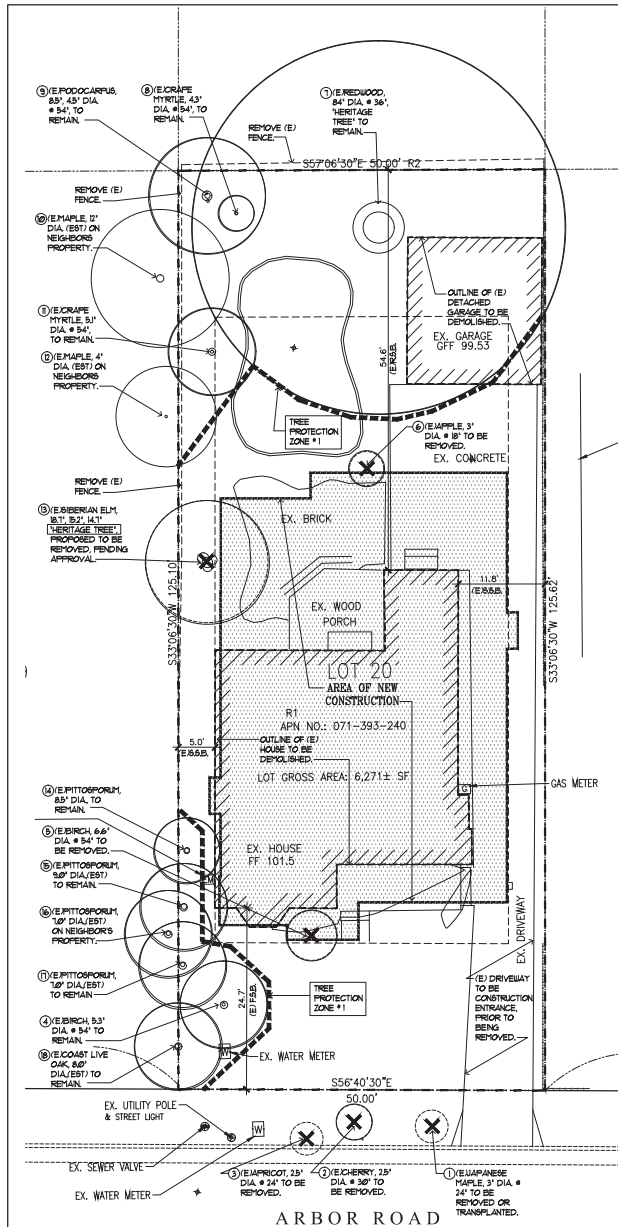 ⑨ (E)PODOCARPUS,
8.5", 4.5" DIA.
@ 54", TO
REMAIN.
⑧ (E)CRAPE
MYRTLE, 4.3"
DIA. @ 54", TO
REMAIN.
⑦ (E)REDWOOD,
84" DIA. @ 36",
'HERITAGE
TREE' TO
REMAIN.
REMOVE (E)
FENCE.
S57°06'30"E 50.00' R2
REMOVE (E)
FENCE.
⑩ (E)MAPLE, 12"
DIA. (EST) ON
NEIGHBORS
PROPERTY.
OUTLINE OF (E)
DETACHED
GARAGE TO BE
DEMOLISHED.
EX. GARAGE
GFF 99.53
⑪ (E)CRAPE
MYRTLE, 5.1"
DIA. @ 54",
TO REMAIN.
54.6'
(E)R.S.B.
⑫ (E)MAPLE, 4"
DIA. (EST) ON
NEIGHBORS
PROPERTY.
TREE
PROTECTION
ZONE #1
⑥ (E)APPLE, 3"
DIA. @ 18" TO BE
REMOVED.
EX. CONCRETE
REMOVE (E)
FENCE.
⑬ (E)SIBERIAN ELM,
18.7", 15.2", 14.7"
'HERITAGE TREE',
PROPOSED TO BE
REMOVED, PENDING
APPROVAL.
EX. BRICK
S33°06'30"W 125.10'
11.8'
(E)S.S.B.
S33°06'30"W 125.62'
EX. WOOD
PORCH
LOT 20
AREA OF NEW
CONSTRUCTION
R1
APN NO.: 071-393-240
5.0'
(E)S.S.B.
OUTLINE OF (E)
HOUSE TO BE
DEMOLISHED.
LOT GROSS AREA: 6,271± SF
G
GAS METER
⑭ (E)PITTOSPORUM,
8.5" DIA., TO
REMAIN.
⑤ (E)BIRCH, 6.6"
DIA. @ 54" TO
BE REMOVED.
EX. HOUSE
FF 101.5
M
⑮ (E)PITTOSPORUM,
9.0" DIA.,(EST)
TO REMAIN.
⑯ (E)PITTOSPORUM,
7.0" DIA.,(EST)
ON NEIGHBOR'S
PROPERTY.
EX. DRIVEWAY
⑰ (E)PITTOSPORUM,
7.0" DIA.,(EST)
TO REMAIN
24.7'
(E)F.S.B.
TREE
PROTECTION
ZONE #1
(E) DRIVEWAY
TO BE
CONSTRUCTION
ENTRANCE,
PRIOR TO
BEING
REMOVED.
④ (E)BIRCH, 5.3"
DIA. @ 54" TO
REMAIN.
⑱ (E)COAST LIVE
OAK, 8.0"
DIA.,(EST) TO
REMAIN.
W
EX. WATER METER
S56°40'30"E
50.00'
EX. UTILITY POLE
& STREET LIGHT
W
EX. SEWER VALVE
EX. WATER METER
③ (E)APRICOT, 2.5"
DIA. @ 24" TO BE
REMOVED.
② (E)CHERRY, 2.5"
DIA. @ 30" TO
BE REMOVED.
① (E)JAPANESE
MAPLE, 3" DIA. @
24" TO BE
REMOVED OR
TRANSPLANTED.
ARBOR ROAD